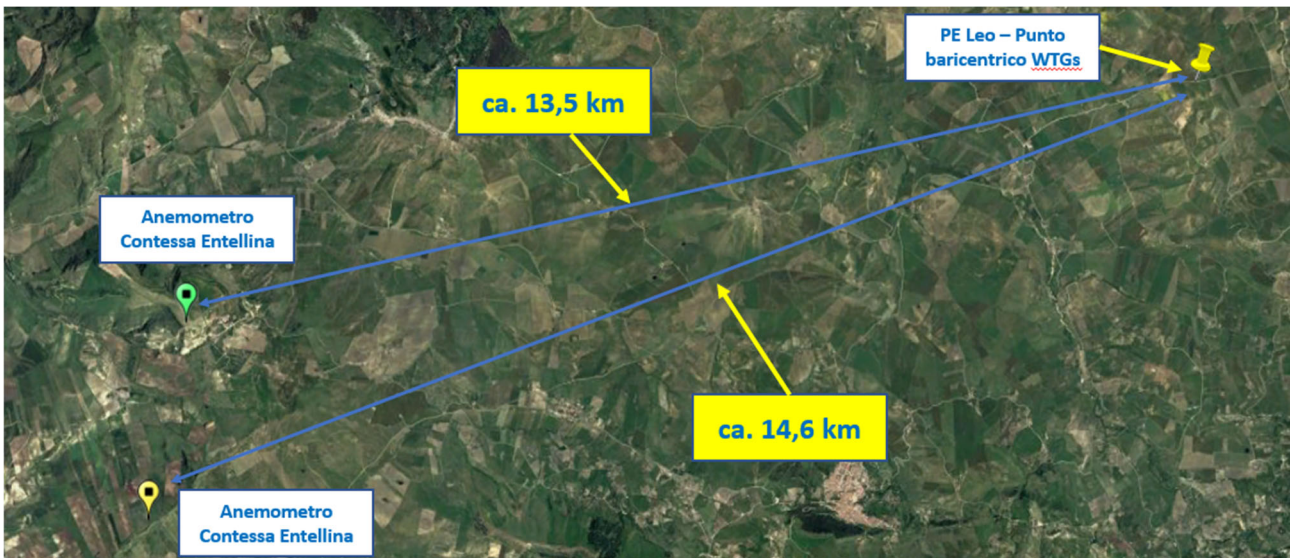 PE Leo – Punto
baricentrico WTGs
ca. 13,5 km
Anemometro
Contessa Entellina
ca. 14,6 km
Anemometro
Contessa Entellina